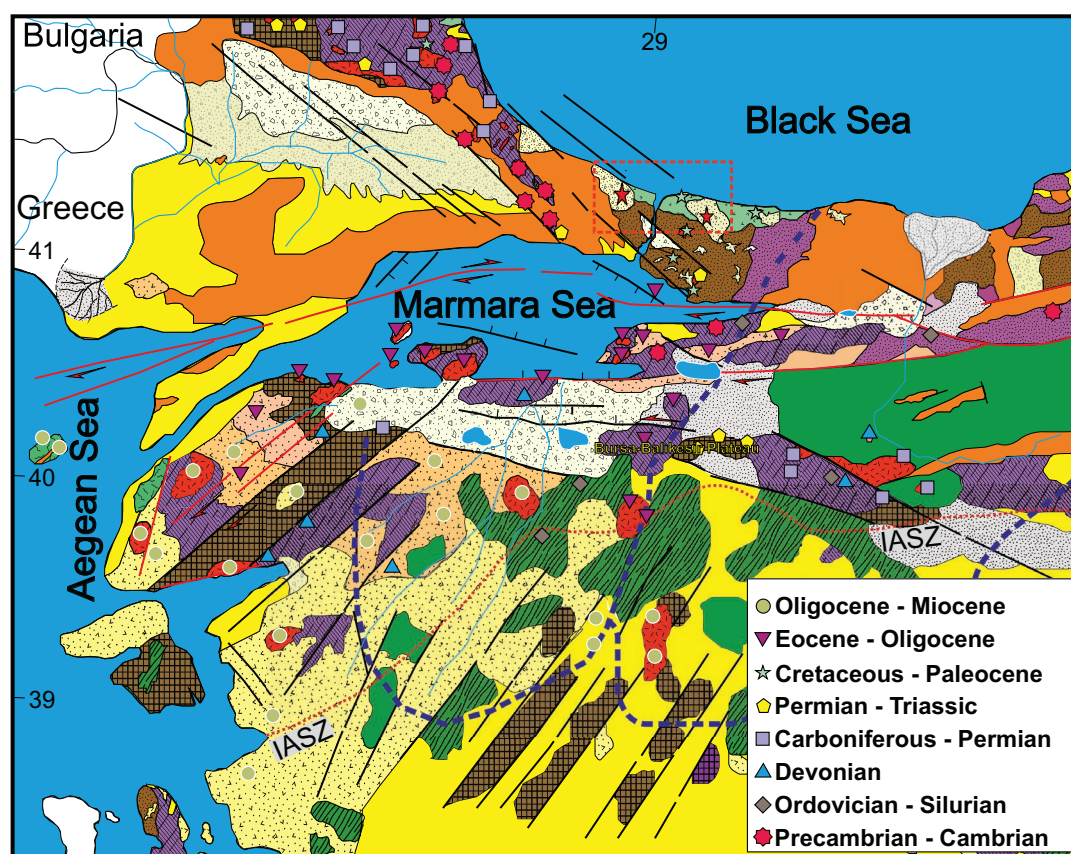 Bulgaria
29
Black Sea
Greece
41
Marmara Sea
Aegean Sea
Bursa-Balıkesir Plateau
40
IASZ
39
IASZ
Oligocene - Miocene
Eocene - Oligocene
Cretaceous - Paleocene
Permian - Triassic
Carboniferous - Permian
Devonian
Ordovician - Silurian
Precambrian - Cambrian